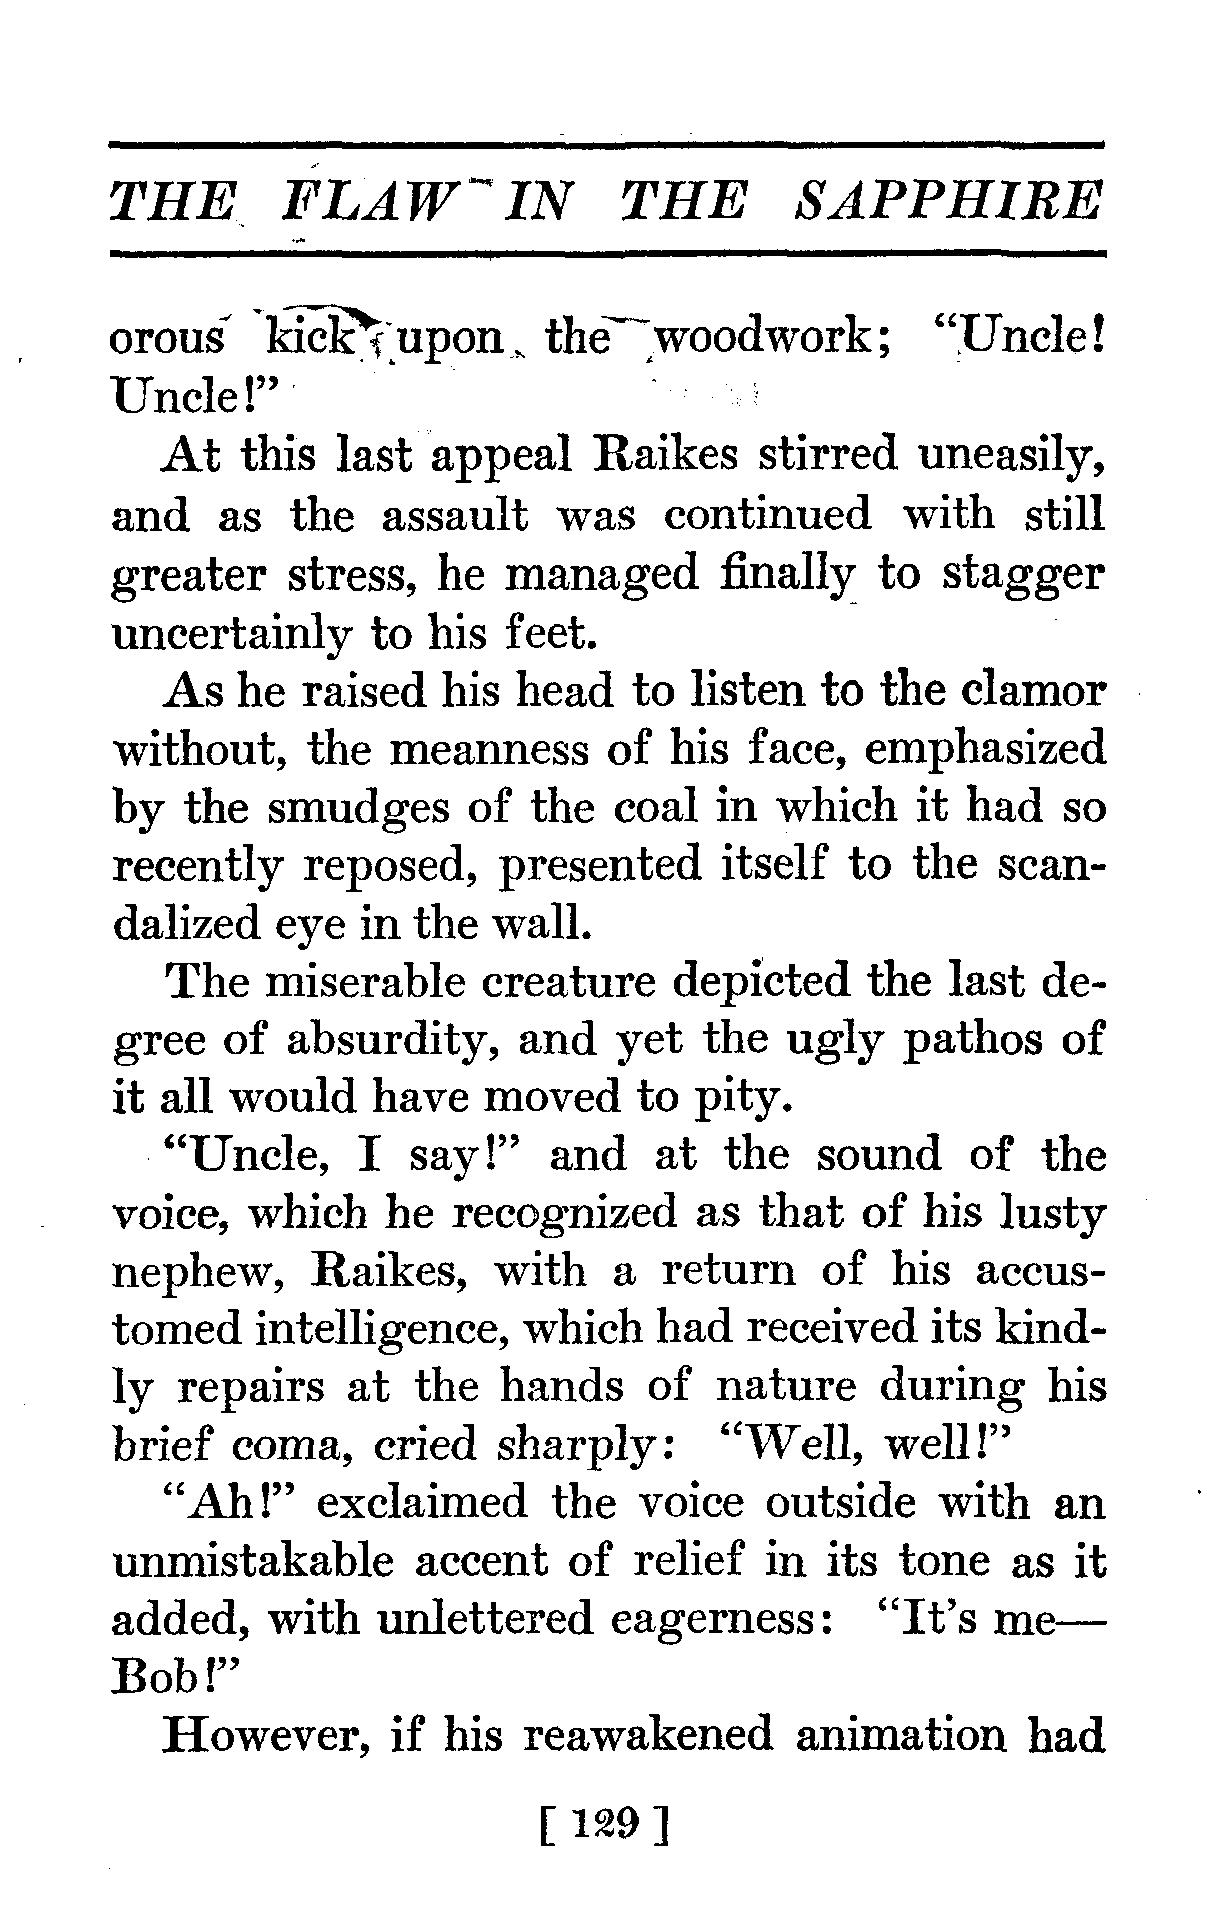 THE FLAW IN THE SAPPHIRE
orous kick upon the woodwork; "Uncle!
Uncle!"
At this last appeal Raikes stirred uneasily,
and as the assault was continued with still
greater stress, he managed finally to stagger
uncertainly to his feet.
As he raised his head to listen to the clamor
without, the meanness of his face, emphasized
by the smudges of the coal in which it had so
recently reposed, presented itself to the scan-
dalized eye in the wall.
The miserable creature depicted the last de-
gree of absurdity, and yet the ugly pathos of
it all would have moved to pity.
"Uncle, I say!" and at the sound of the
voice, which he recognized as that of his lusty
nephew, Raikes, with a return of his accus-
tomed intelligence, which had received its kind-
ly repairs at the hands of nature during his
brief coma, cried sharply: "Well, well!"
"Ah!" exclaimed the voice outside with an
unmistakable accent of relief in its tone as it
added, with unlettered eagerness: "It's me—
Bob!"
However, if his reawakened animation had
[ 129 ]